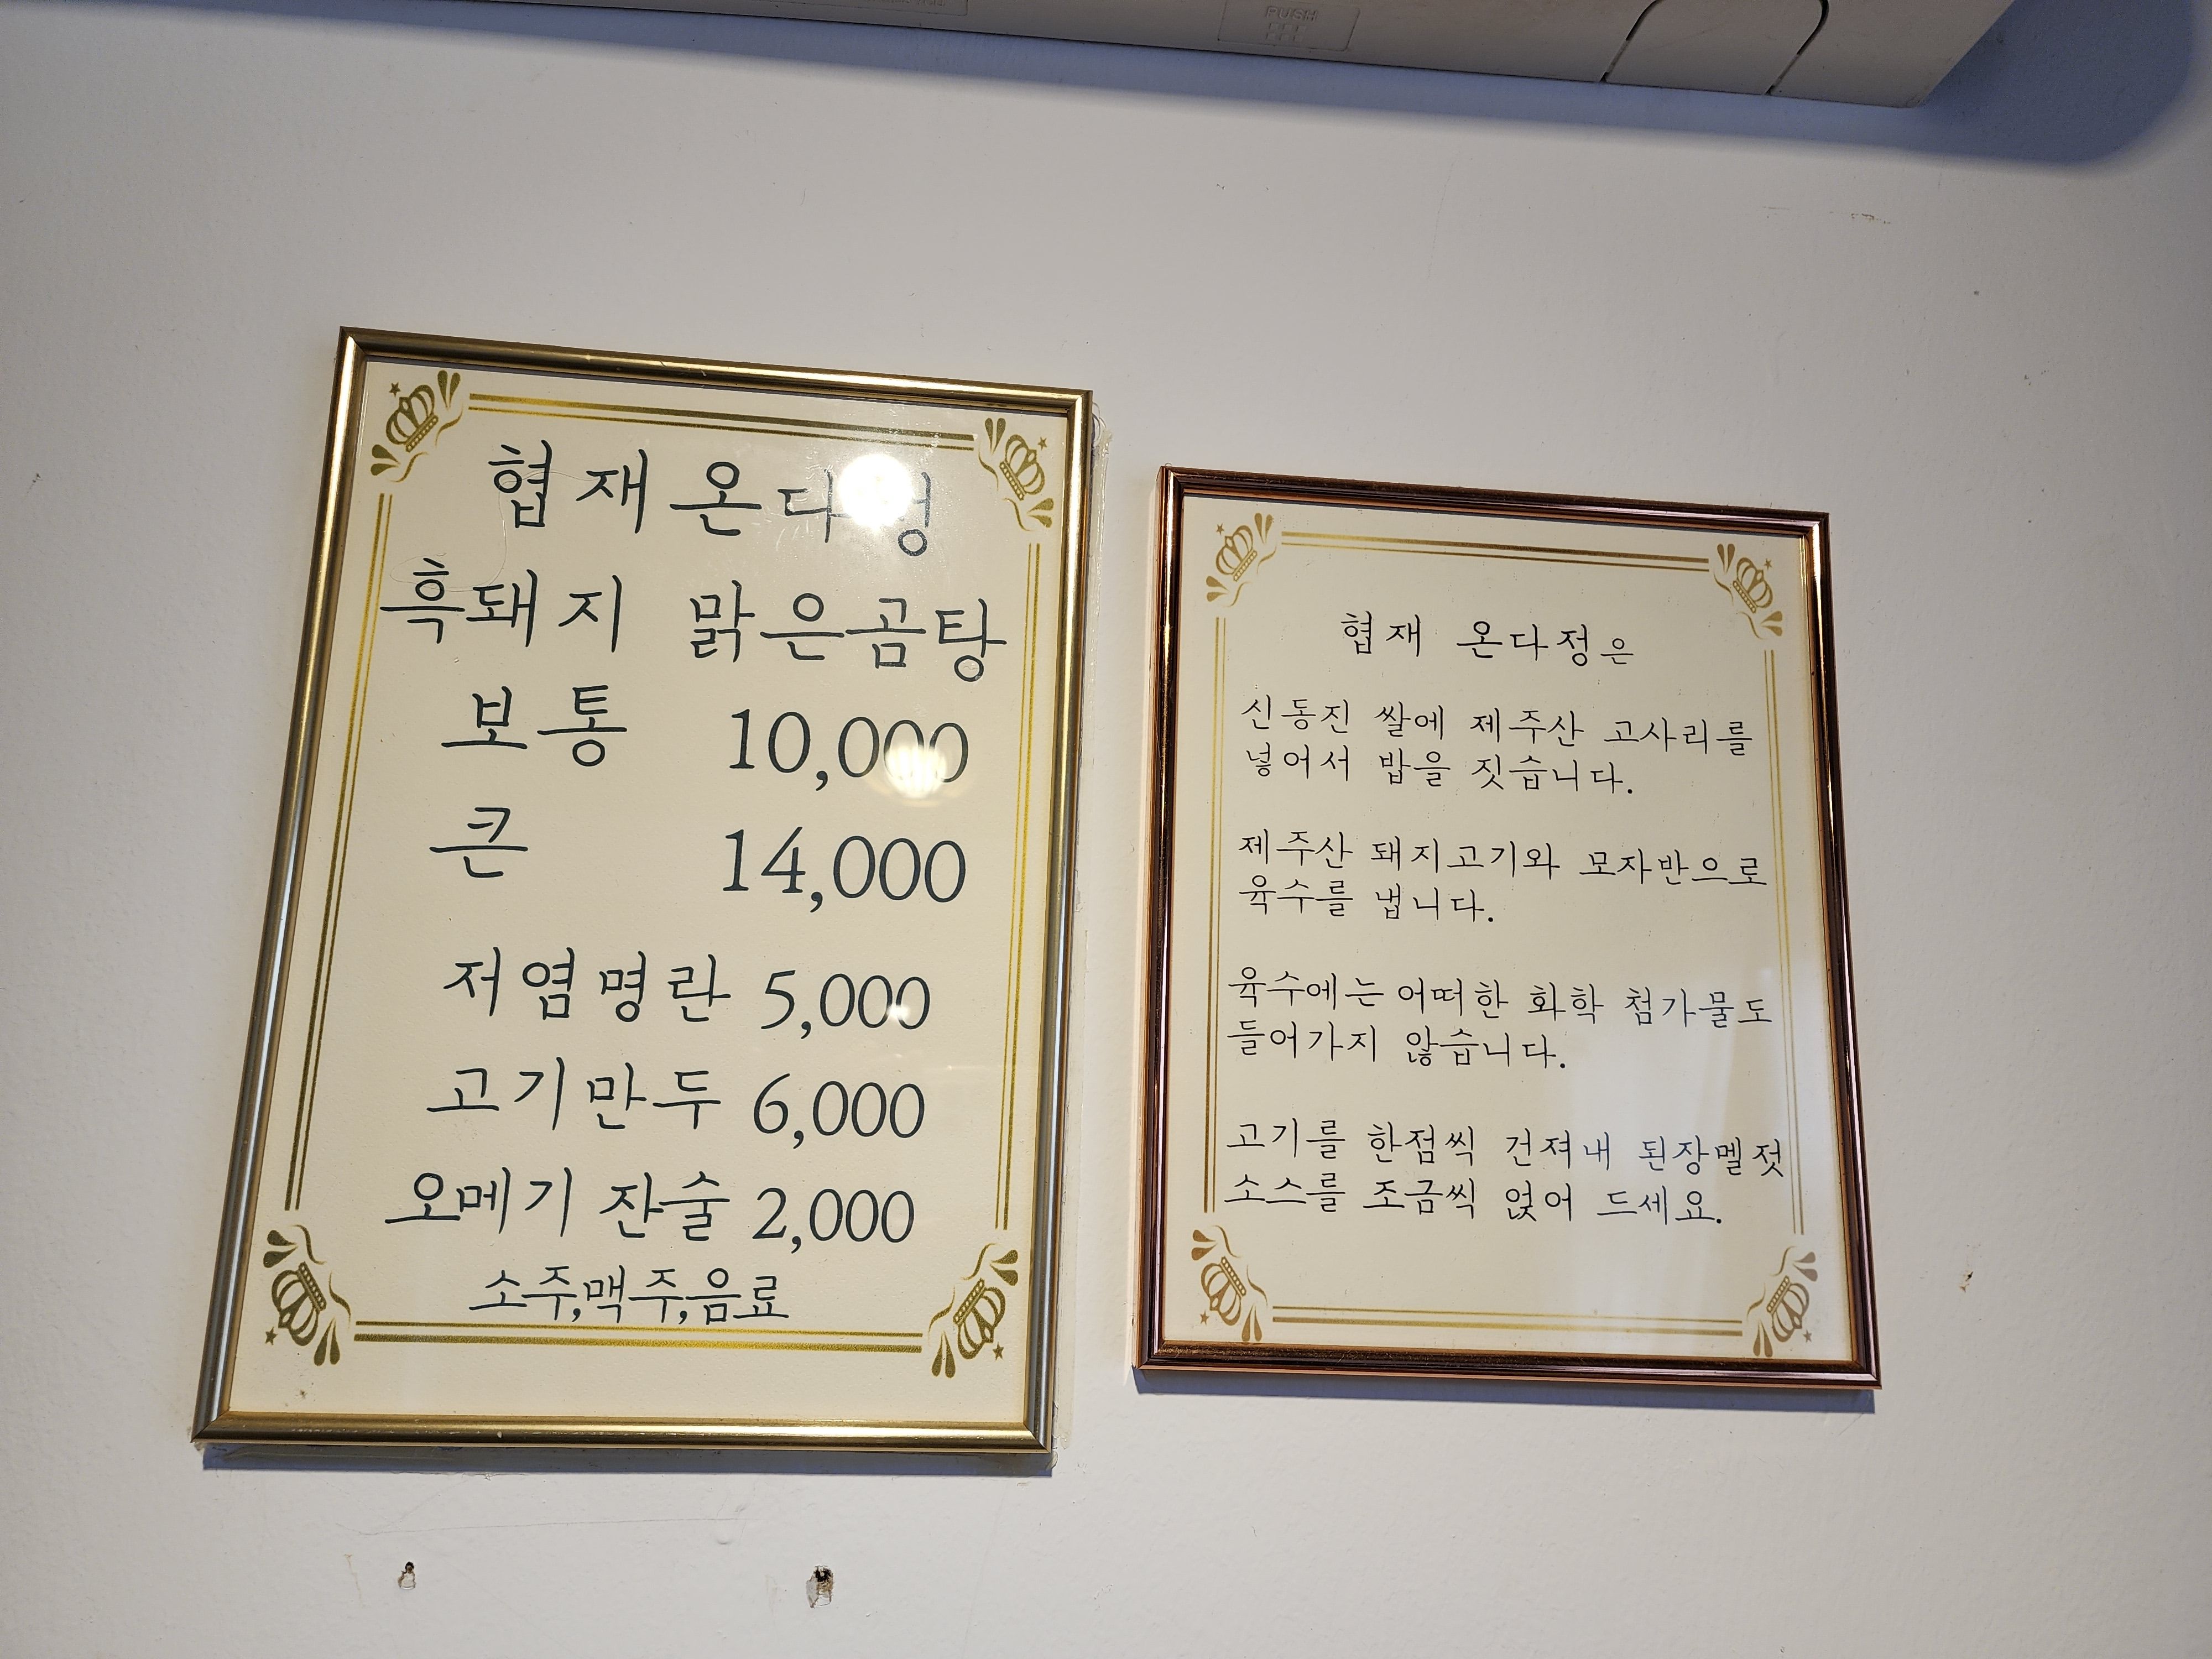 PUSH
협재온다정
흑돼지 맑은곰탕
보통 10,000
큰 14,000
저염명란 5,000
고기만두 6,000
오메기 잔술 2,000
소주,맥주,음료
협재 온다정은
신동진 쌀에 제주산 고사리를
넣어서 밥을 짓습니다.
제주산 돼지고기와 모자반으로
육수를 냅니다.
육수에는 어떠한 화학 첨가물도
들어가지 않습니다.
고기를 한점씩 건져내 된장멜젓
소스를 조금씩 얹어 드세요.